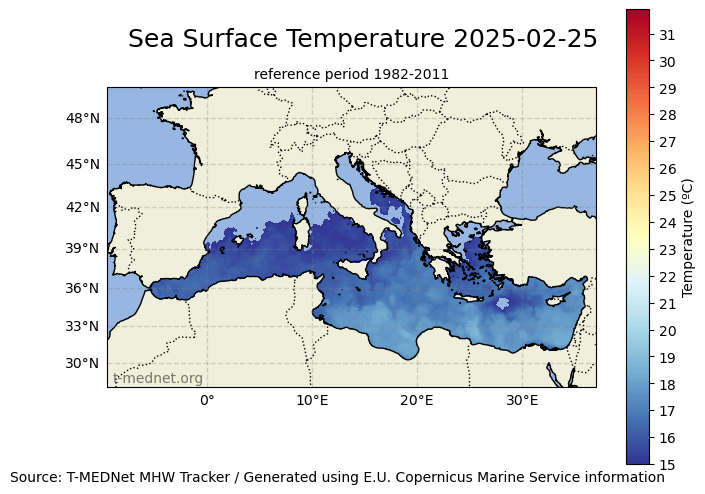 Sea Surface Temperature 2025-02-25
reference period 1982-2011
48°N
45°N
42°N
39°N
36°N
33°N
30°N
0°
10°E
20°E
30°E
t-mednet.org
31
30
29
28
27
26
25
24
23
22
21
20
19
18
17
16
15
Temperature (ºC)
Source: T-MEDNet MHW Tracker / Generated using E.U. Copernicus Marine Service information